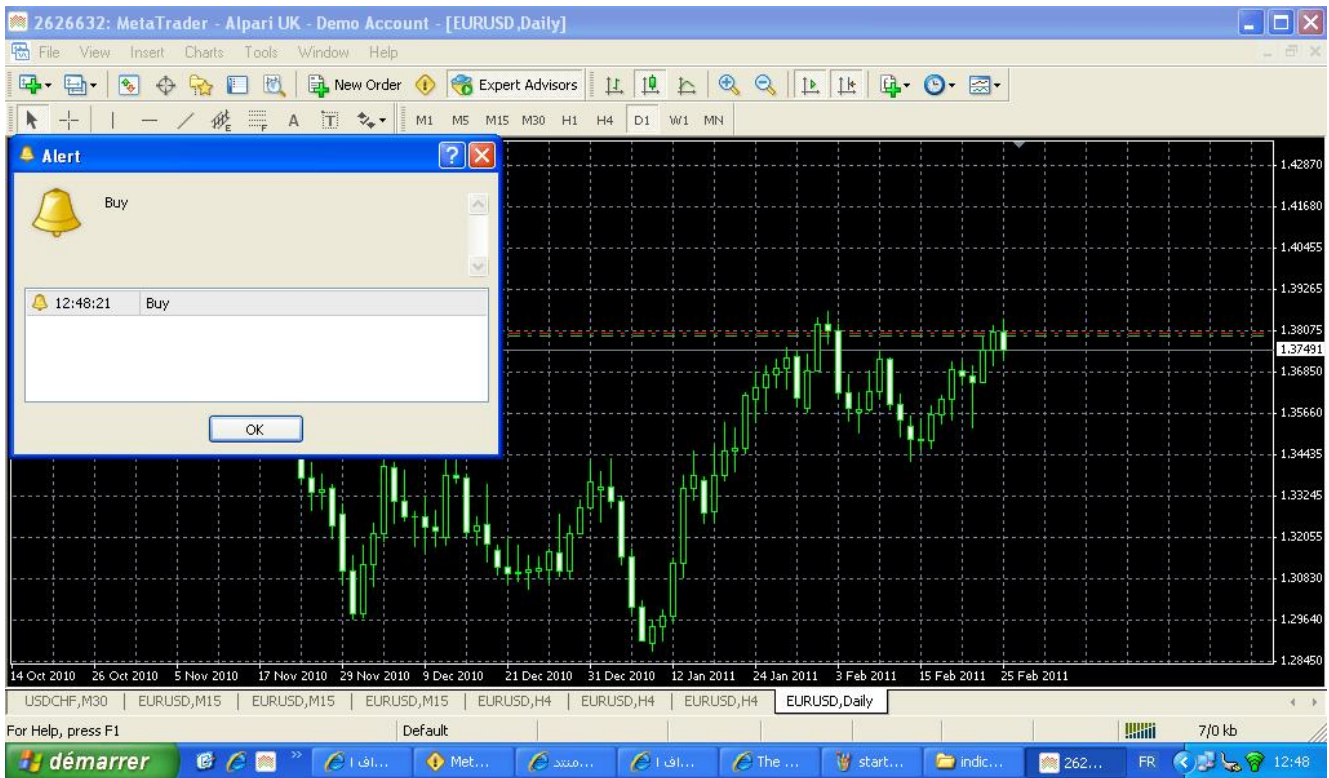 2626632: MetaTrader - Alpari UK - Demo Account - [EURUSD,Daily]
File View Insert Charts Tools Window Help
New Order Expert Advisors
A T M1 M5 M15 M30 H1 H4 D1 W1 MN
Alert
Buy
12:48:21 Buy
OK
1.42870
1.41680
1.40455
1.39265
1.38075
1.37491
1.36850
1.35660
1.34435
1.33245
1.32055
1.30830
1.29640
1.28450
14 Oct 2010 26 Oct 2010 5 Nov 2010 17 Nov 2010 29 Nov 2010 9 Dec 2010 21 Dec 2010 31 Dec 2010 12 Jan 2011 24 Jan 2011 3 Feb 2011 15 Feb 2011 25 Feb 2011
USDCHF,M30 EURUSD,M15 EURUSD,M15 EURUSD,M15 EURUSD,H4 EURUSD,H4 EURUSD,H4 EURUSD,Daily
For Help, press F1 Default 7/0 kb
démarrer Met... The ... start... indic... 262... FR 12:48